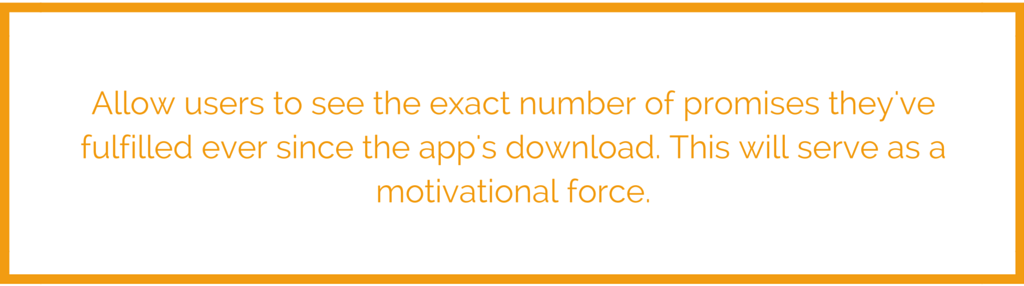 Allow users to see the exact number of promises they've
fulfilled ever since the app's download. This will serve as a
motivational force.